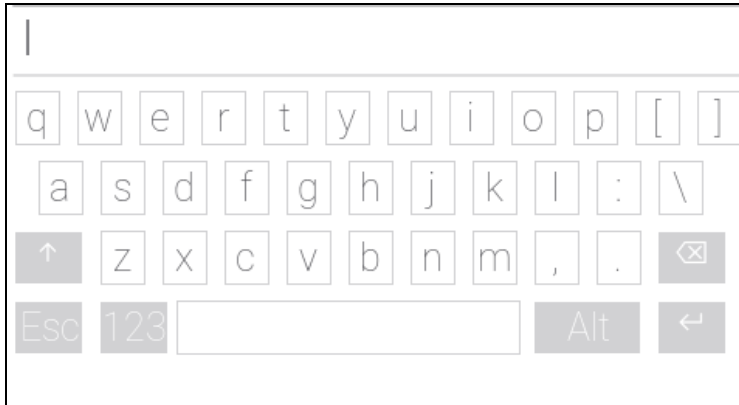 q w e r t y u i o p [ ]
a s d f g h j k l : \
↑ z x c v b n m , . ⌫
Esc 123 Alt ↵